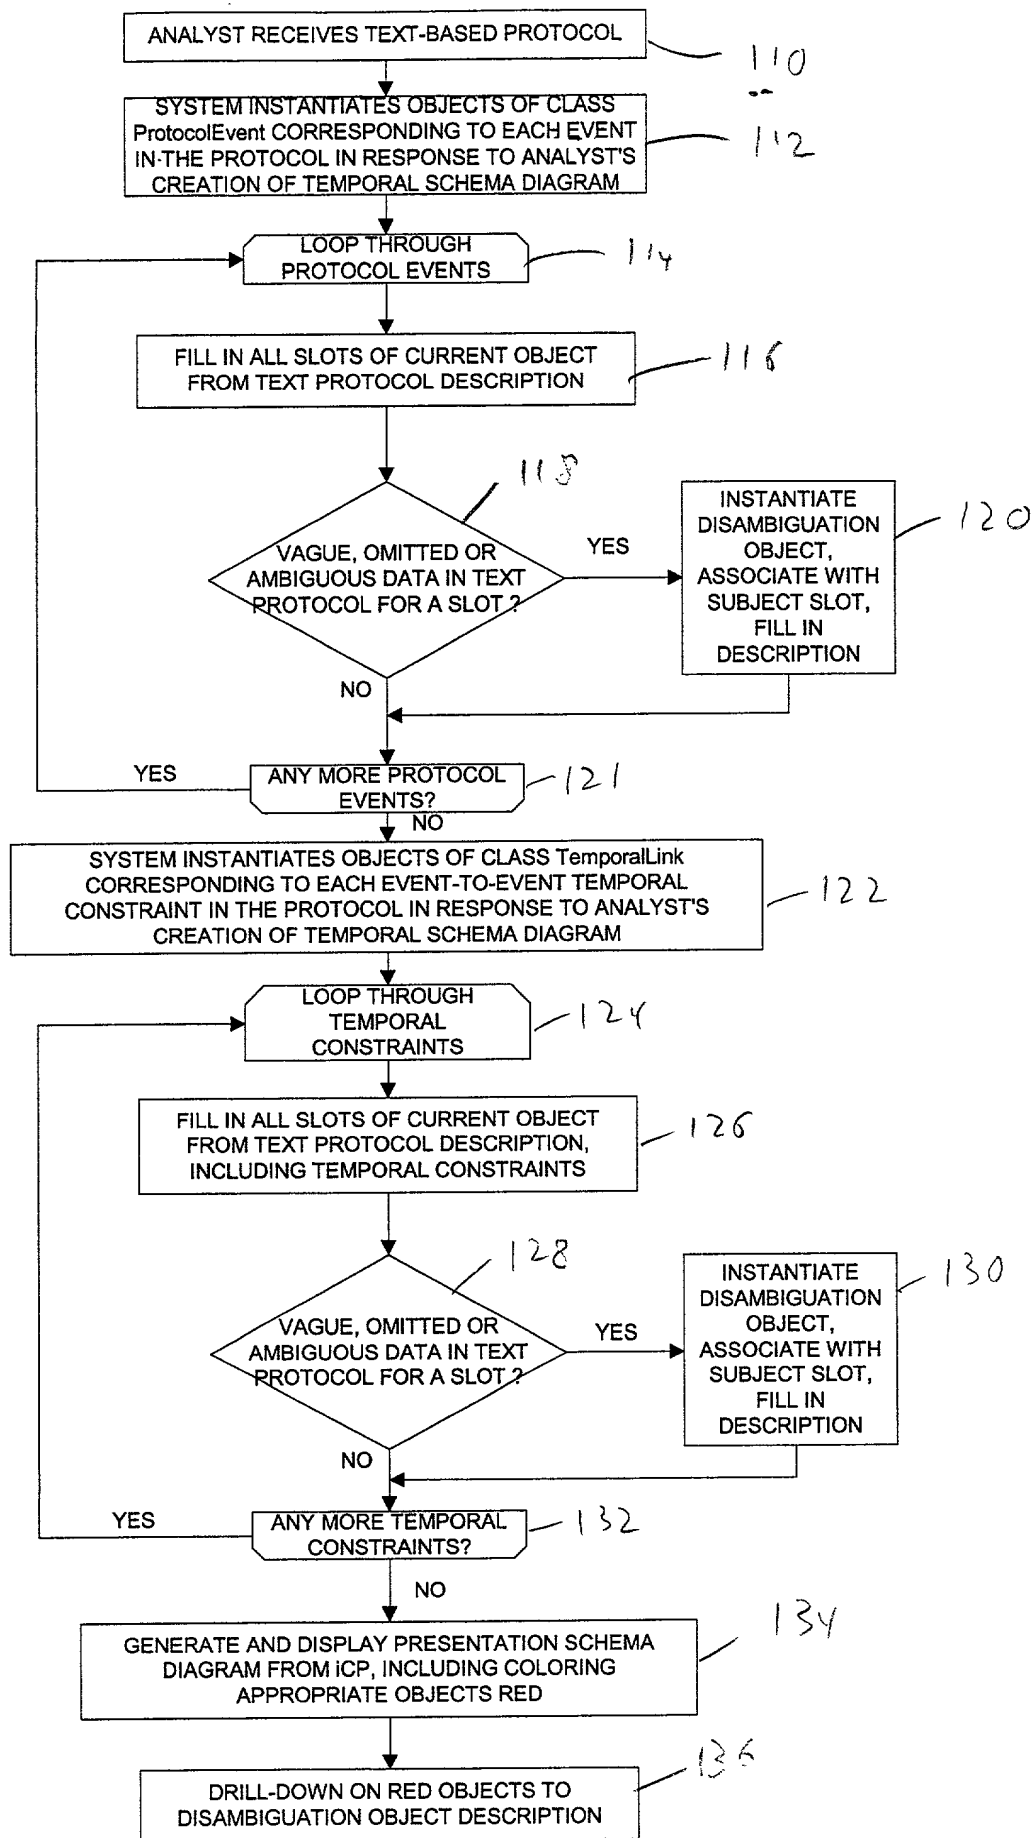 ANALYST RECEIVES TEXT-BASED PROTOCOL
110
SYSTEM INSTANTIATES OBJECTS OF CLASS
ProtocolEvent CORRESPONDING TO EACH EVENT
IN THE PROTOCOL IN RESPONSE TO ANALYST'S
CREATION OF TEMPORAL SCHEMA DIAGRAM
112
LOOP THROUGH
PROTOCOL EVENTS
114
FILL IN ALL SLOTS OF CURRENT OBJECT
FROM TEXT PROTOCOL DESCRIPTION
116
118
VAGUE, OMITTED OR
AMBIGUOUS DATA IN TEXT
PROTOCOL FOR A SLOT ?
YES
INSTANTIATE
DISAMBIGUATION
OBJECT,
ASSOCIATE WITH
SUBJECT SLOT,
FILL IN
DESCRIPTION
120
NO
YES
ANY MORE PROTOCOL
EVENTS?
121
NO
SYSTEM INSTANTIATES OBJECTS OF CLASS TemporalLink
CORRESPONDING TO EACH EVENT-TO-EVENT TEMPORAL
CONSTRAINT IN THE PROTOCOL IN RESPONSE TO ANALYST'S
CREATION OF TEMPORAL SCHEMA DIAGRAM
122
LOOP THROUGH
TEMPORAL
CONSTRAINTS
124
FILL IN ALL SLOTS OF CURRENT OBJECT
FROM TEXT PROTOCOL DESCRIPTION,
INCLUDING TEMPORAL CONSTRAINTS
126
128
VAGUE, OMITTED OR
AMBIGUOUS DATA IN TEXT
PROTOCOL FOR A SLOT ?
YES
INSTANTIATE
DISAMBIGUATION
OBJECT,
ASSOCIATE WITH
SUBJECT SLOT,
FILL IN
DESCRIPTION
130
NO
YES
ANY MORE TEMPORAL
CONSTRAINTS?
132
NO
GENERATE AND DISPLAY PRESENTATION SCHEMA
DIAGRAM FROM iCP, INCLUDING COLORING
APPROPRIATE OBJECTS RED
134
DRILL-DOWN ON RED OBJECTS TO
DISAMBIGUATION OBJECT DESCRIPTION
136